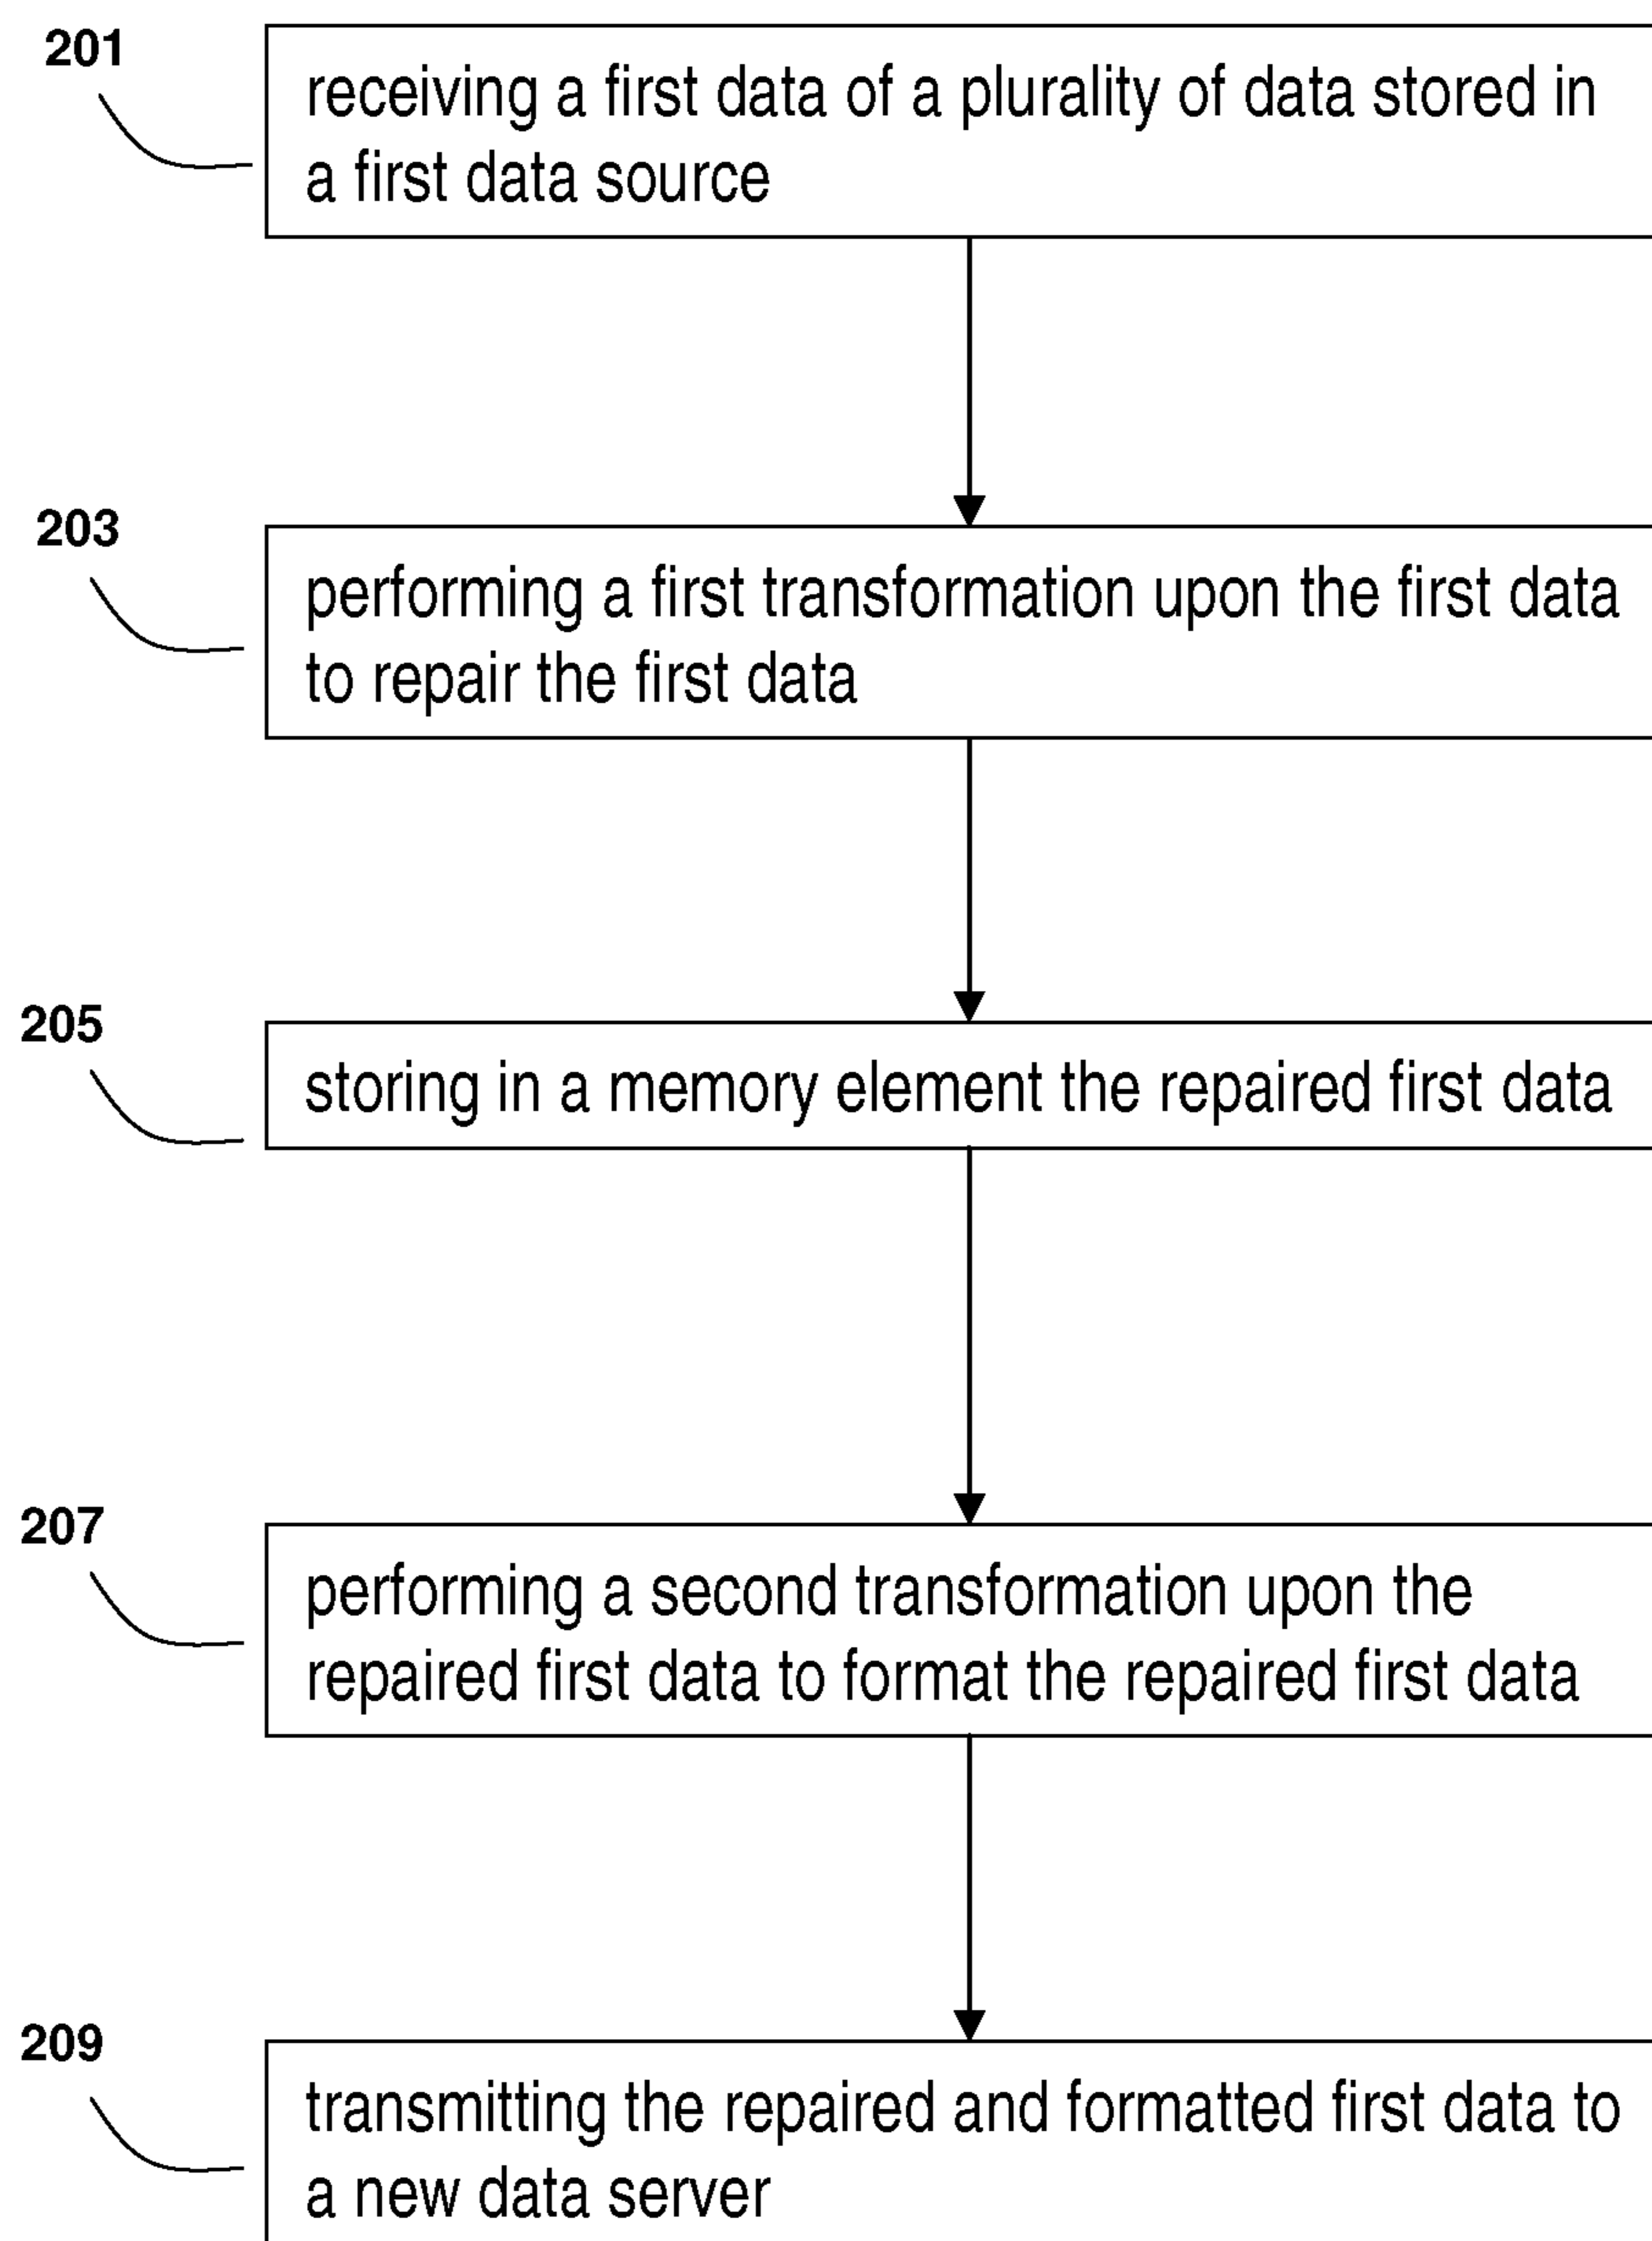 201
receiving a first data of a plurality of data stored in
a first data source
203
performing a first transformation upon the first data
to repair the first data
205
storing in a memory element the repaired first data
207
performing a second transformation upon the
repaired first data to format the repaired first data
209
transmitting the repaired and formatted first data to
a new data server